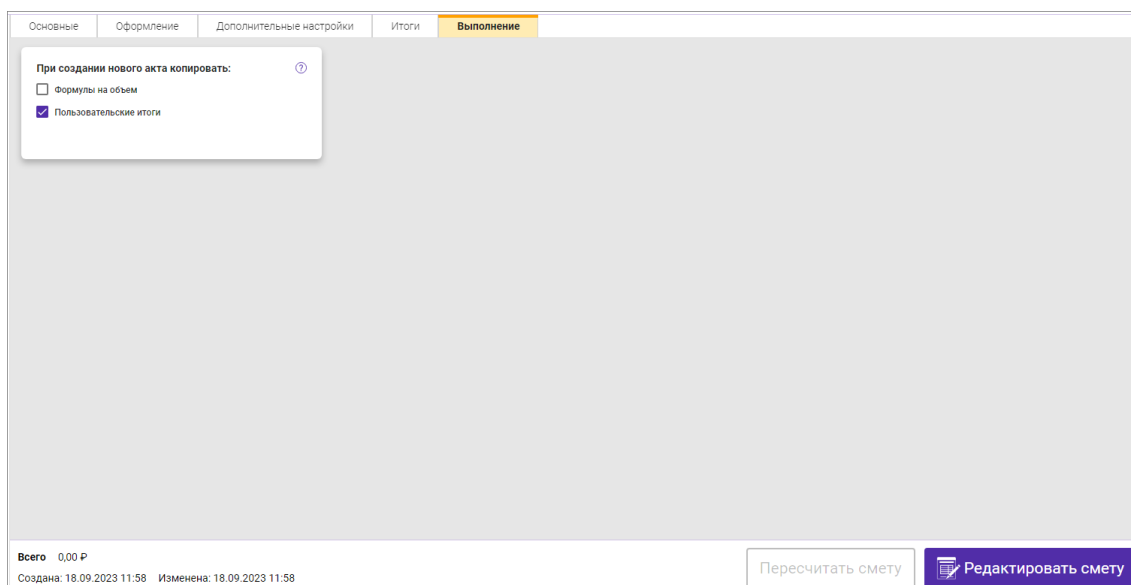 Основные Оформление Дополнительные настройки Итоги Выполнение
При создании нового акта копировать: ?
Формулы на объем
Пользовательские итоги
Всего 0,00 ₽
Создана: 18.09.2023 11:58 Изменена: 18.09.2023 11:58
Пересчитать смету
Редактировать смету